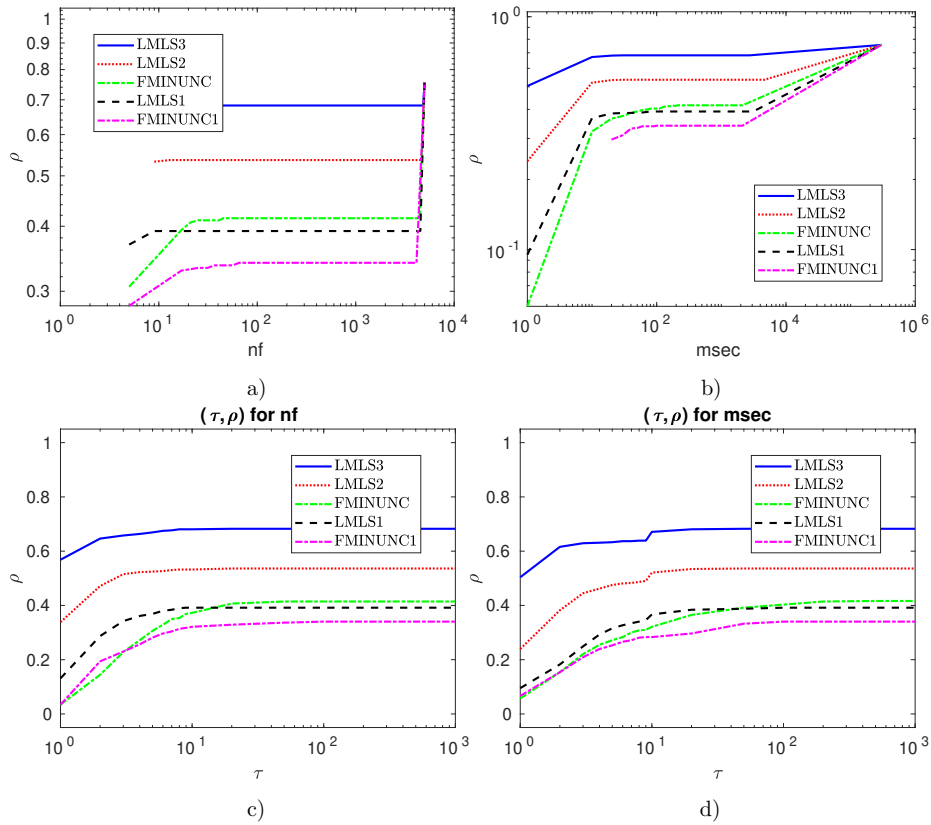 1
0.9
0.8
0.7
0.6
0.5
0.4
0.3
ρ
LMLS3
LMLS2
FMINUNC
LMLS1
FMINUNC1
10^0 10^1 10^2 10^3 10^4
nf
a)
10^0
10^-1
ρ
LMLS3
LMLS2
FMINUNC
LMLS1
FMINUNC1
10^0 10^2 10^4 10^6
msec
b)
(τ, ρ) for nf
1
0.8
0.6
0.4
0.2
0
ρ
LMLS3
LMLS2
FMINUNC
LMLS1
FMINUNC1
10^0 10^1 10^2 10^3
τ
c)
(τ, ρ) for msec
1
0.8
0.6
0.4
0.2
0
ρ
LMLS3
LMLS2
FMINUNC
LMLS1
FMINUNC1
10^0 10^1 10^2 10^3
τ
d)